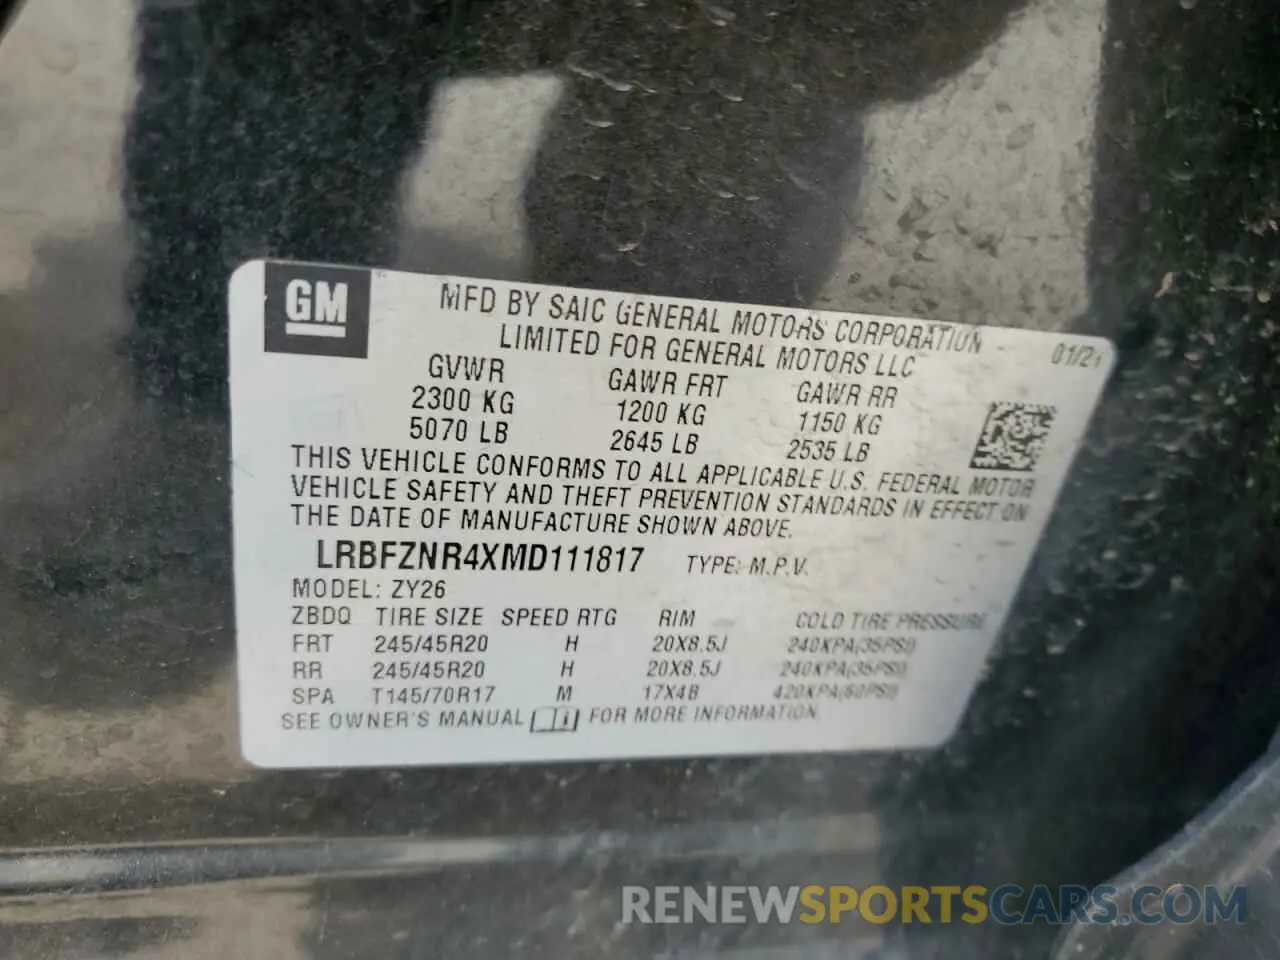 GM
MFD BY SAIC GENERAL MOTORS CORPORATION
LIMITED FOR GENERAL MOTORS LLC
01/21
GVWR GAWR FRT GAWR RR
2300 KG 1200 KG 1150 KG
5070 LB 2645 LB 2535 LB
THIS VEHICLE CONFORMS TO ALL APPLICABLE U.S. FEDERAL MOTOR
VEHICLE SAFETY AND THEFT PREVENTION STANDARDS IN EFFECT ON
THE DATE OF MANUFACTURE SHOWN ABOVE.
LRBFZNR4XMD111817 TYPE: M.P.V.
MODEL: ZY26
ZBDQ TIRE SIZE SPEED RTG RIM COLD TIRE PRESSURE
FRT 245/45R20 H 20X8.5J 240KPA(35PSI)
RR 245/45R20 H 20X8.5J 240KPA(35PSI)
SPA T145/70R17 M 17X4B 420KPA(60PSI)
SEE OWNER'S MANUAL FOR MORE INFORMATION
RENEWSPORTSCARS.COM